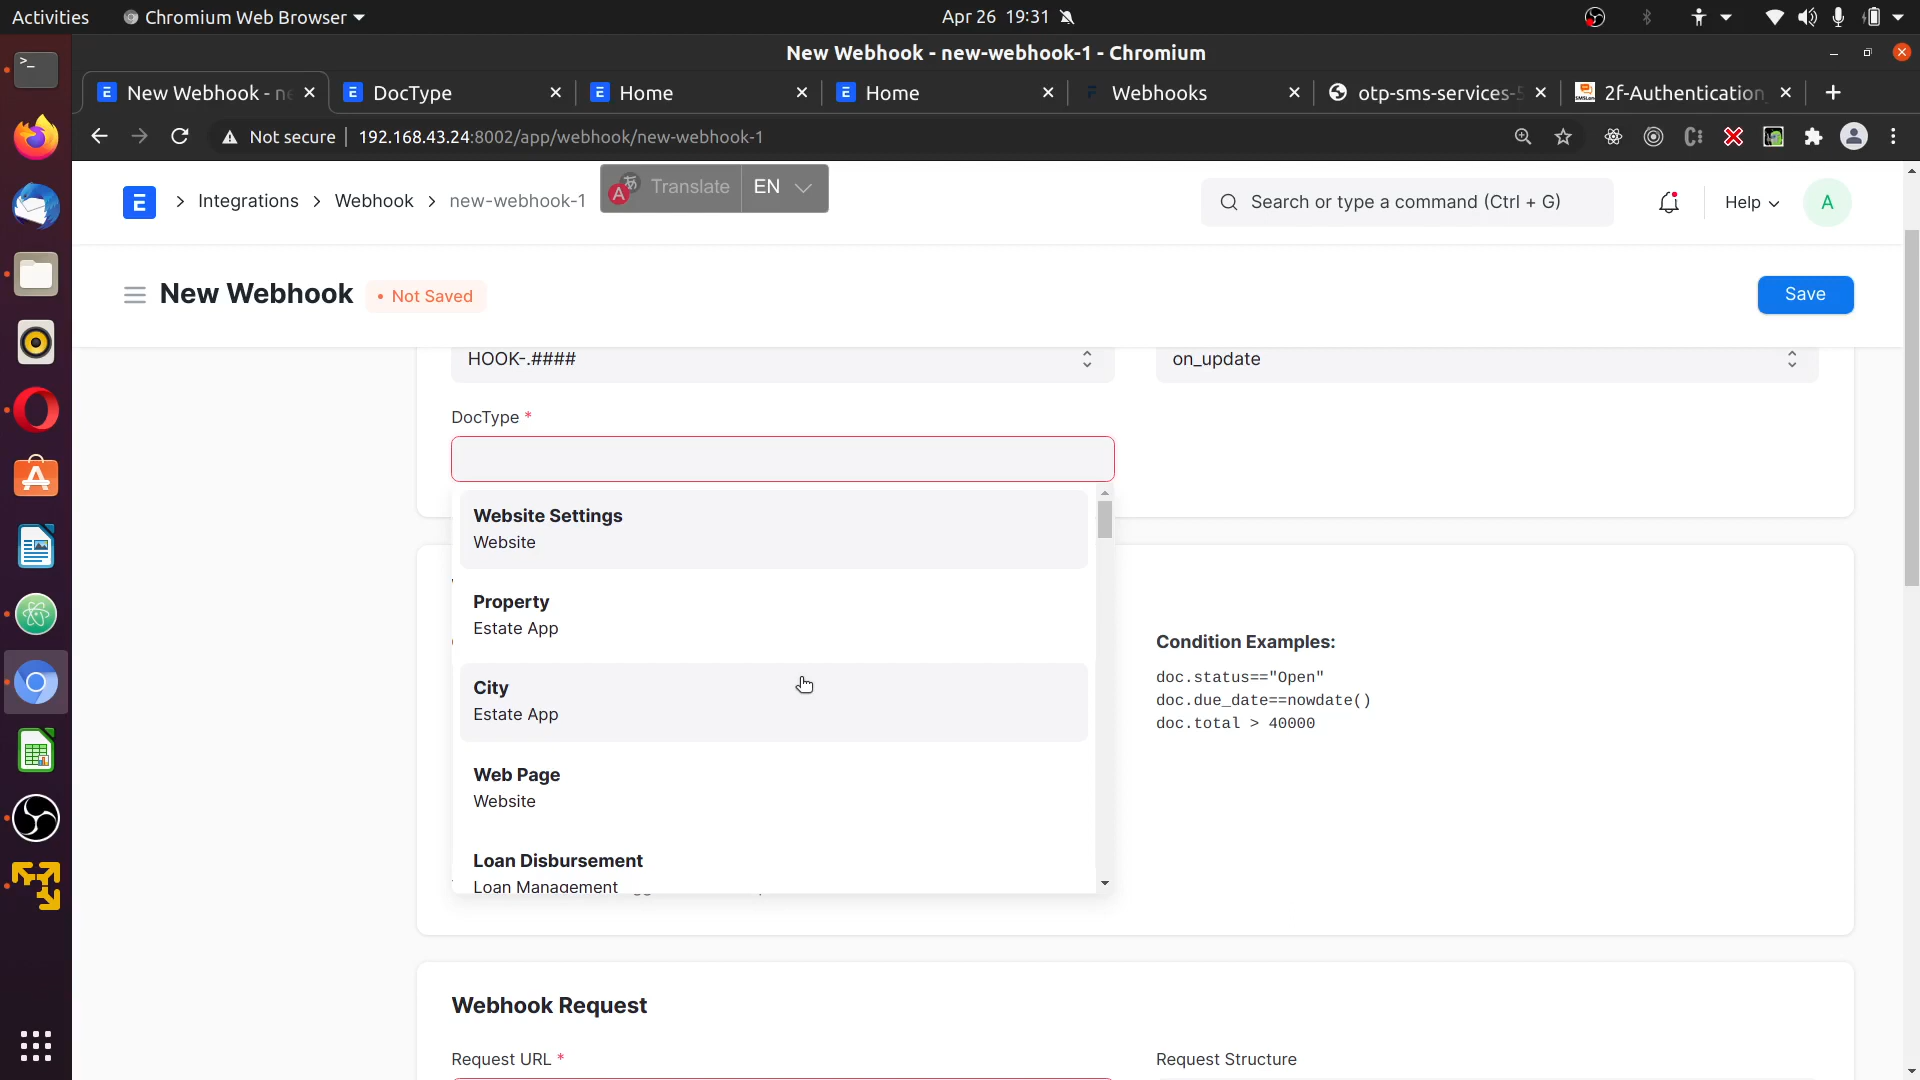 Activities
Chromium Web Browser
Apr 26 19:31
New Webhook - new-webhook-1 - Chromium
New Webhook - ne
DocType
Home
Home
Webhooks
otp-sms-services-5
2f-Authentication
Not secure
192.168.43.24:8002/app/webhook/new-webhook-1
E
Integrations
Webhook
new-webhook-1
Translate
EN
Search or type a command (Ctrl + G)
Help
A
New Webhook
Not Saved
Save
HOOK-.####
on_update
DocType *
Website Settings
Website
Property
Estate App
City
Estate App
Web Page
Website
Loan Disbursement
Loan Management
Condition Examples:
doc.status=="Open"
doc.due_date==nowdate()
doc.total > 40000
Webhook Request
Request URL *
Request Structure